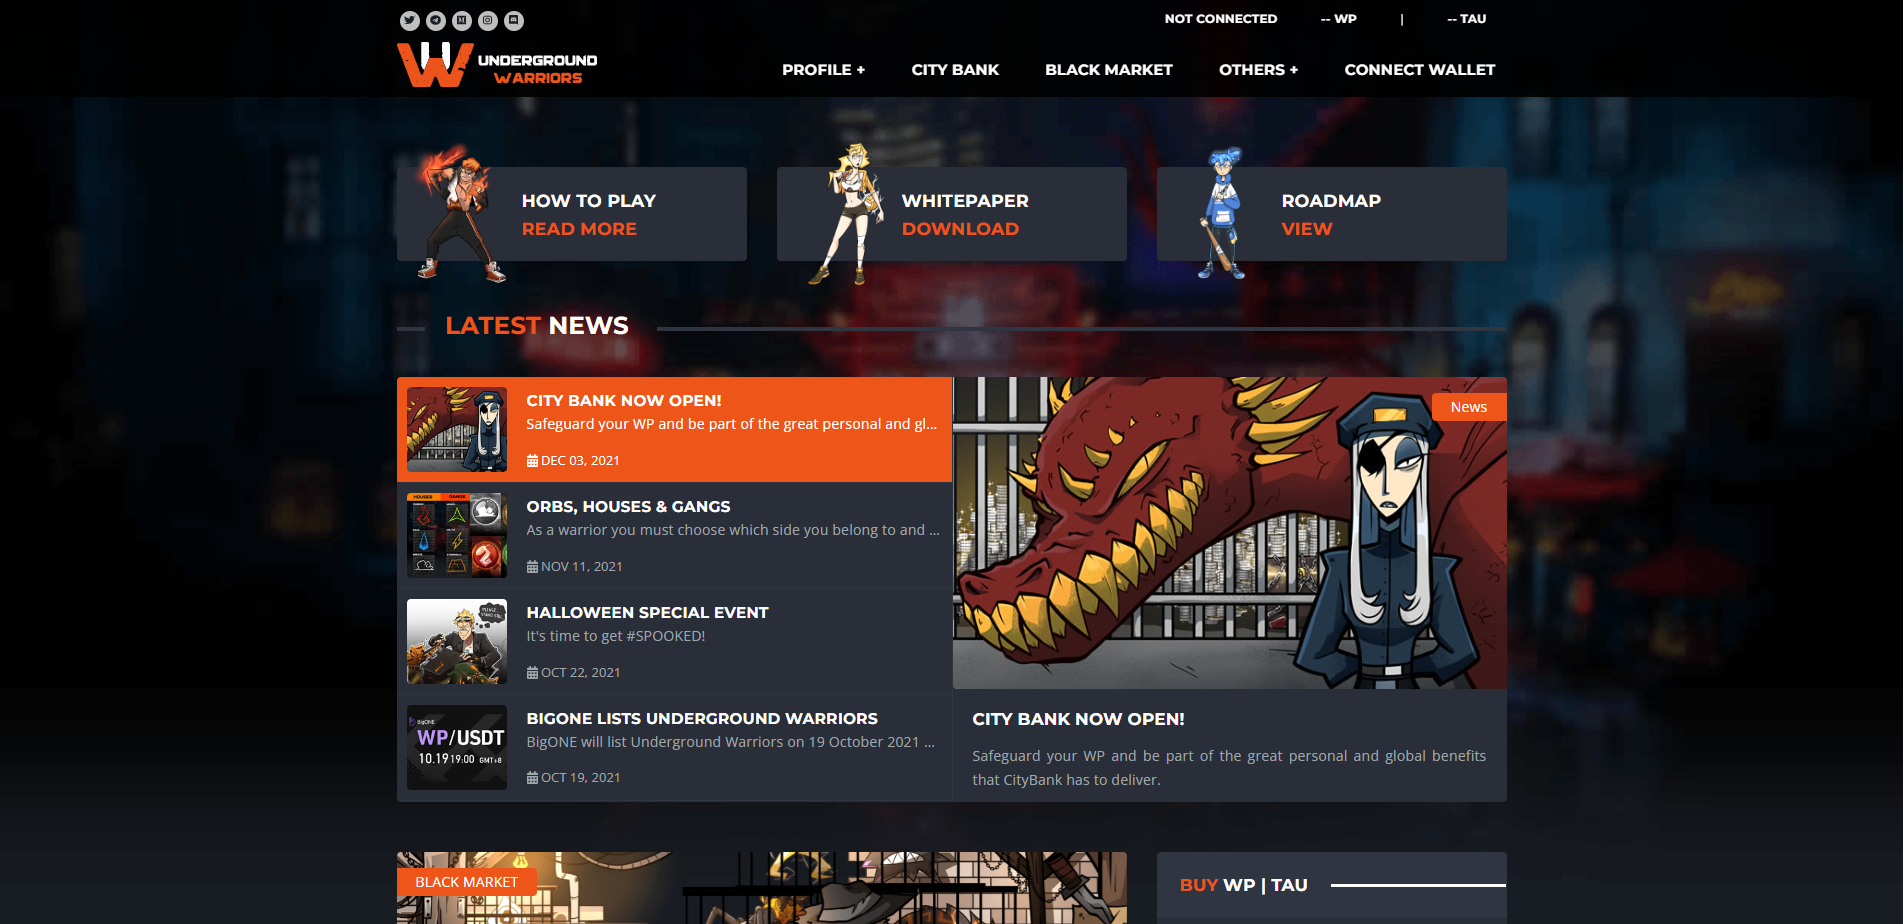 NOT CONNECTED -- WP | -- TAU
UNDERGROUND
WARRIORS
PROFILE + CITY BANK BLACK MARKET OTHERS + CONNECT WALLET
HOW TO PLAY
READ MORE
WHITEPAPER
DOWNLOAD
ROADMAP
VIEW
LATEST NEWS
CITY BANK NOW OPEN!
Safeguard your WP and be part of the great personal and gl...
DEC 03, 2021
HOUSES GANGS
ORBS, HOUSES & GANGS
As a warrior you must choose which side you belong to and ...
NOV 11, 2021
HALLOWEEN SPECIAL EVENT
It's time to get #SPOOKED!
OCT 22, 2021
BigONE
WP/USDT
10.19 19:00 GMT+8
BIGONE LISTS UNDERGROUND WARRIORS
BigONE will list Underground Warriors on 19 October 2021 ...
OCT 19, 2021
News
CITY BANK NOW OPEN!
Safeguard your WP and be part of the great personal and global benefits
that CityBank has to deliver.
BLACK MARKET
BUY WP | TAU